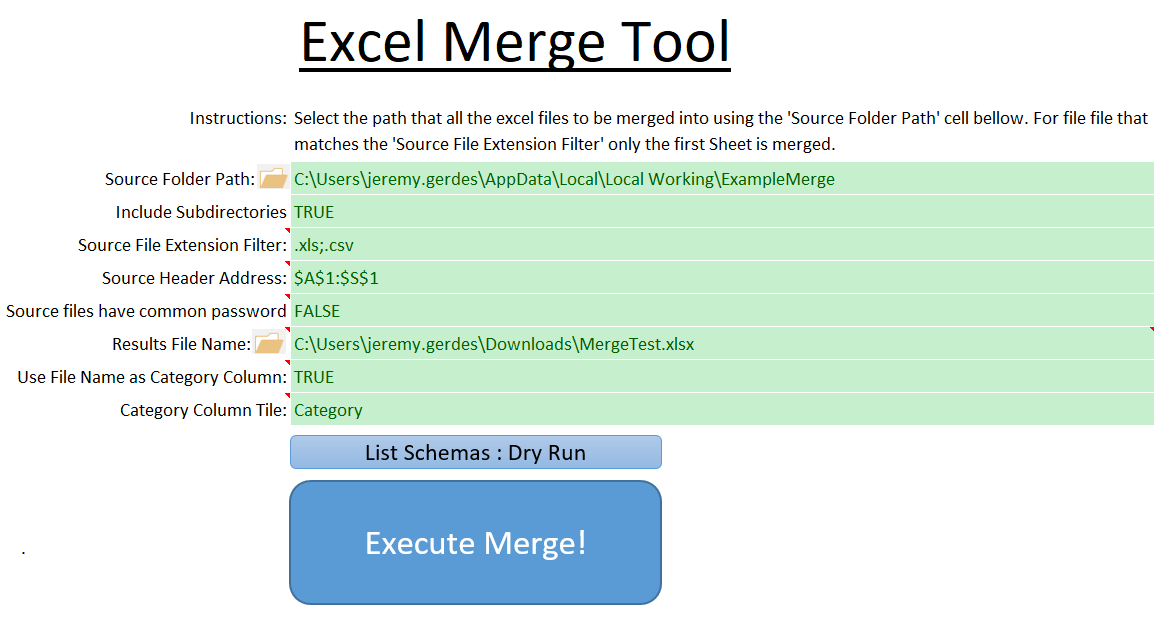 Excel Merge Tool
Instructions: Select the path that all the excel files to be merged into using the 'Source Folder Path' cell bellow. For file file that
matches the 'Source File Extension Filter' only the first Sheet is merged.
Source Folder Path: C:\Users\jeremy.gerdes\AppData\Local\Local Working\ExampleMerge
Include Subdirectories TRUE
Source File Extension Filter: .xls;.csv
Source Header Address: $A$1:$S$1
Source files have common password FALSE
Results File Name: C:\Users\jeremy.gerdes\Downloads\MergeTest.xlsx
Use File Name as Category Column: TRUE
Category Column Tile: Category
List Schemas : Dry Run
Execute Merge!
.